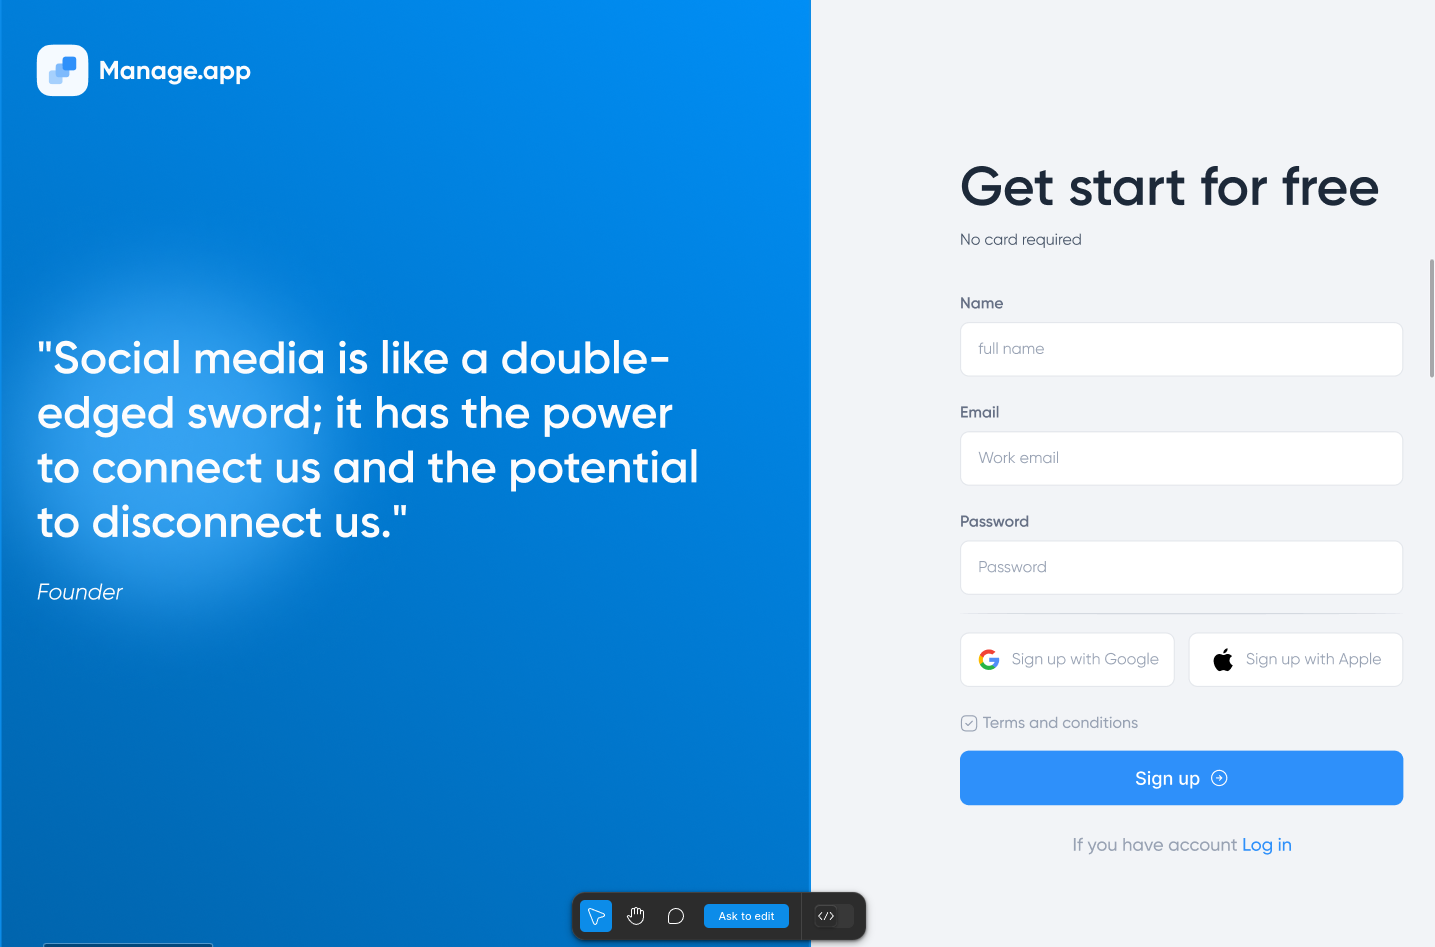 Manage.app
"Social media is like a double-
edged sword; it has the power
to connect us and the potential
to disconnect us."
Founder
Get start for free
No card required
Name
full name
Email
Work email
Password
Password
Sign up with Google
Sign up with Apple
Terms and conditions
Sign up
If you have account Log in
Ask to edit